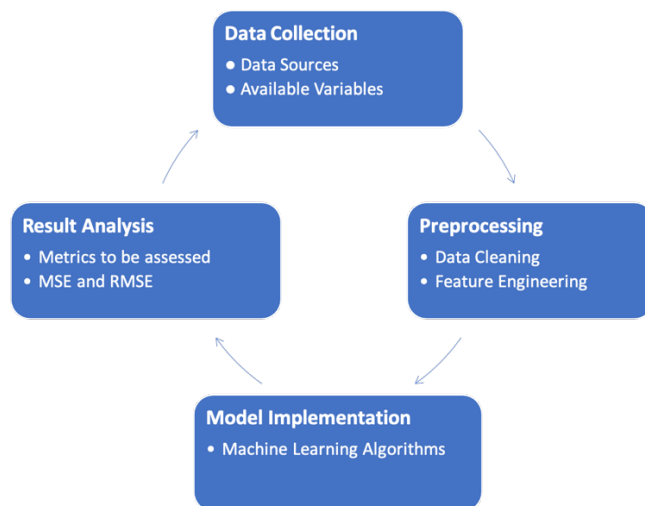 Data Collection
• Data Sources
• Available Variables
Preprocessing
• Data Cleaning
• Feature Engineering
Model Implementation
• Machine Learning Algorithms
Result Analysis
• Metrics to be assessed
• MSE and RMSE